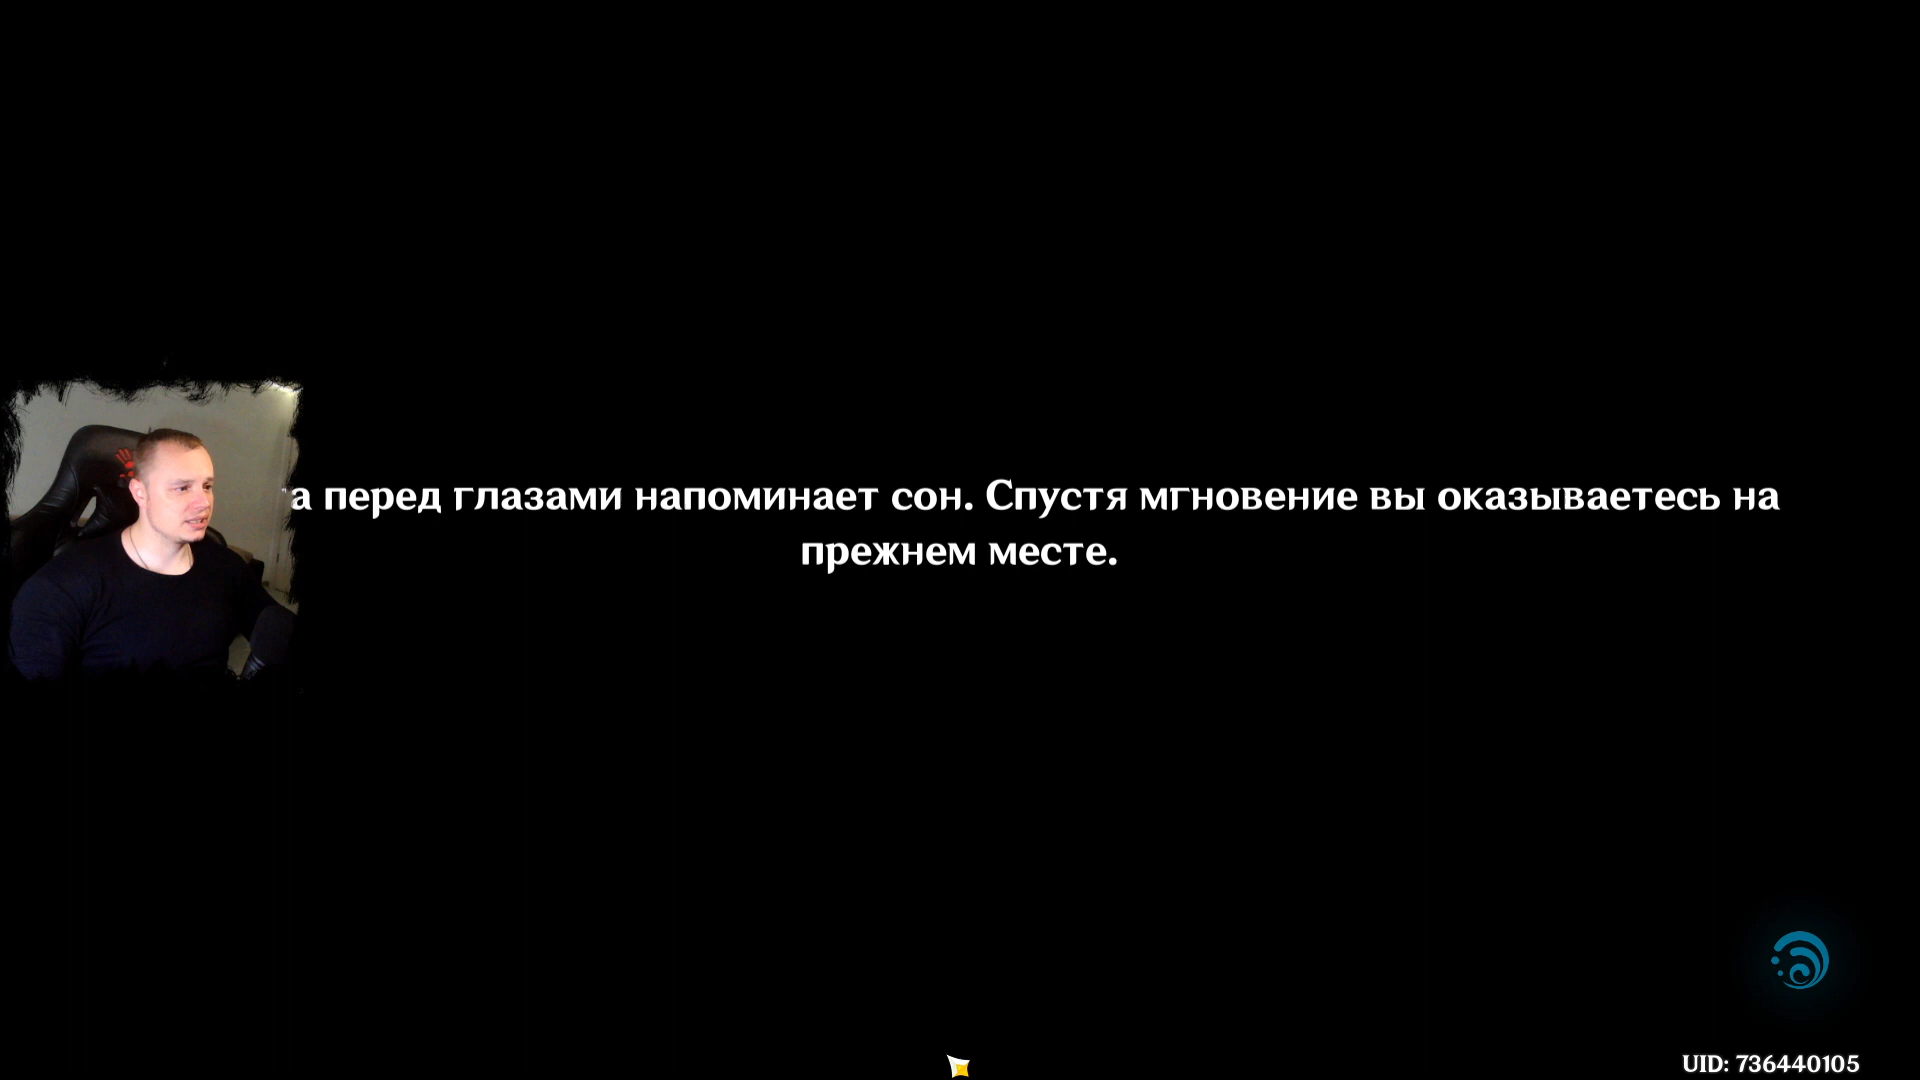 а перед глазами напоминает сон. Спустя мгновение вы оказываетесь на
прежнем месте.
UID: 736440105